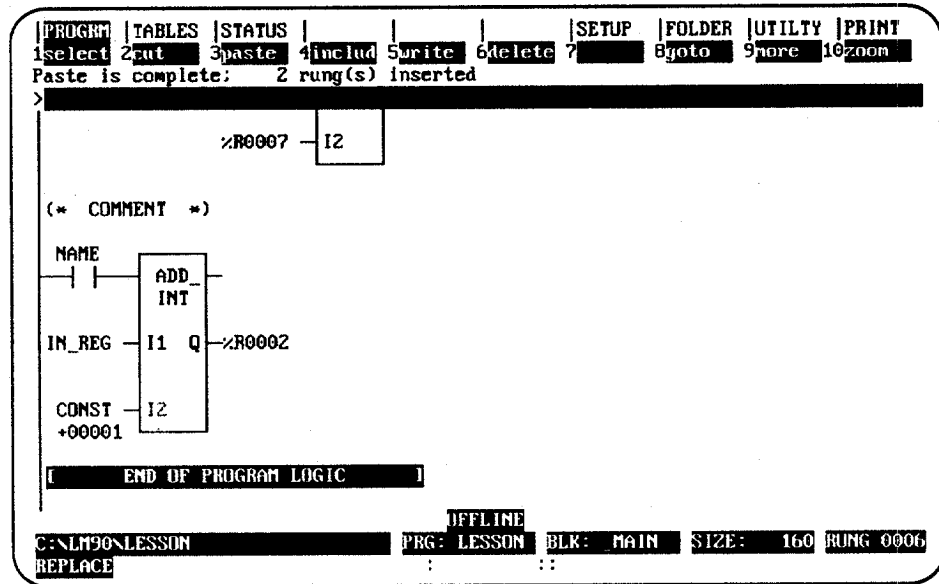 PROGRM TABLES STATUS SETUP FOLDER UTILTY PRINT
1select 2cut 3paste 4includ 5write 6delete 7 8goto 9more 10zoom
Paste is complete; 2 rung(s) inserted
>
%R0007 I2
(* COMMENT *)
NAME
ADD_
INT
IN_REG I1 Q %R0002
CONST I2
+00001
[ END OF PROGRAM LOGIC ]
OFFLINE
C:\LM90\LESSON PRG: LESSON BLK: _MAIN SIZE: 160 RUNG 0006
REPLACE : ::